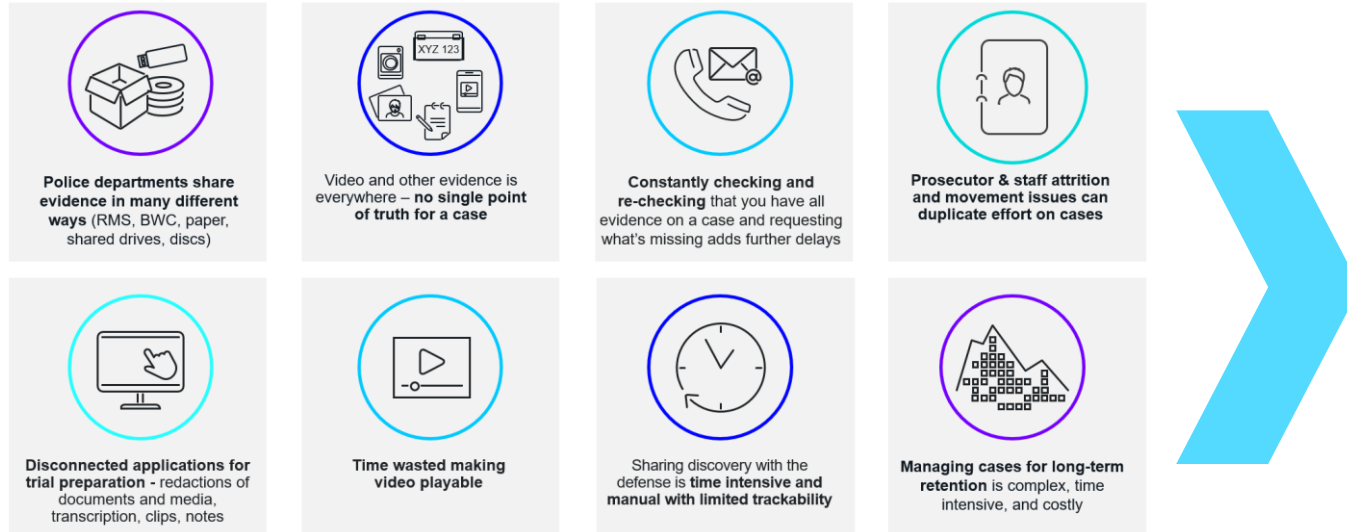 XYZ 123
@
Police departments share
evidence in many different
ways (RMS, BWC, paper,
shared drives, discs)
Video and other evidence is
everywhere – no single point
of truth for a case
Constantly checking and
re-checking that you have all
evidence on a case and requesting
what's missing adds further delays
Prosecutor & staff attrition
and movement issues can
duplicate effort on cases
Disconnected applications for
trial preparation - redactions of
documents and media,
transcription, clips, notes
Time wasted making
video playable
Sharing discovery with the
defense is time intensive and
manual with limited trackability
Managing cases for long-term
retention is complex, time
intensive, and costly